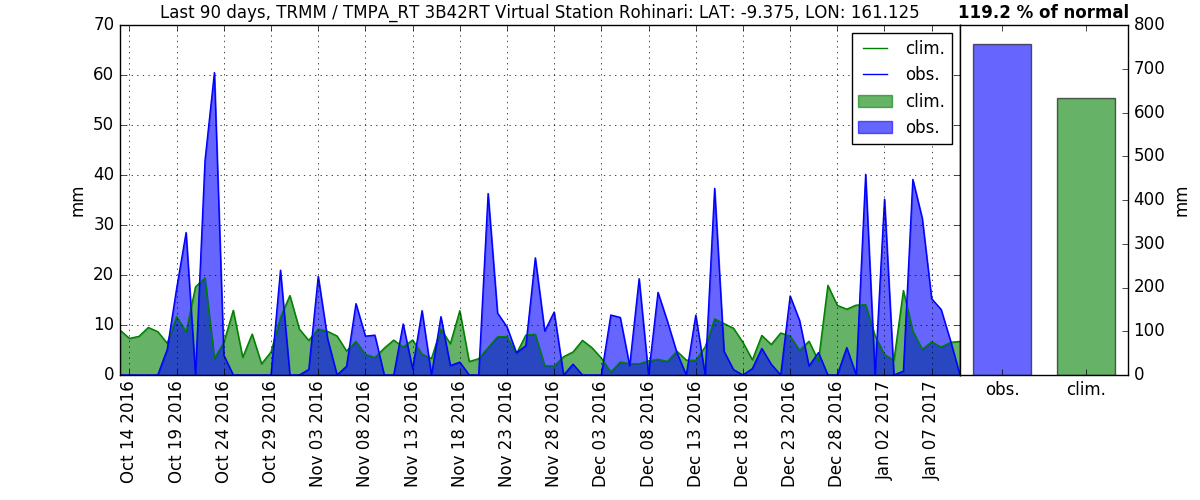 Last 90 days, TRMM / TMPA_RT 3B42RT Virtual Station Rohinari: LAT: -9.375, LON: 161.125
119.2 % of normal
70
60
50
40
30
20
10
0
mm
clim.
obs.
clim.
obs.
800
700
600
500
400
300
200
100
0
mm
Oct 14 2016
Oct 19 2016
Oct 24 2016
Oct 29 2016
Nov 03 2016
Nov 08 2016
Nov 13 2016
Nov 18 2016
Nov 23 2016
Nov 28 2016
Dec 03 2016
Dec 08 2016
Dec 13 2016
Dec 18 2016
Dec 23 2016
Dec 28 2016
Jan 02 2017
Jan 07 2017
obs.
clim.